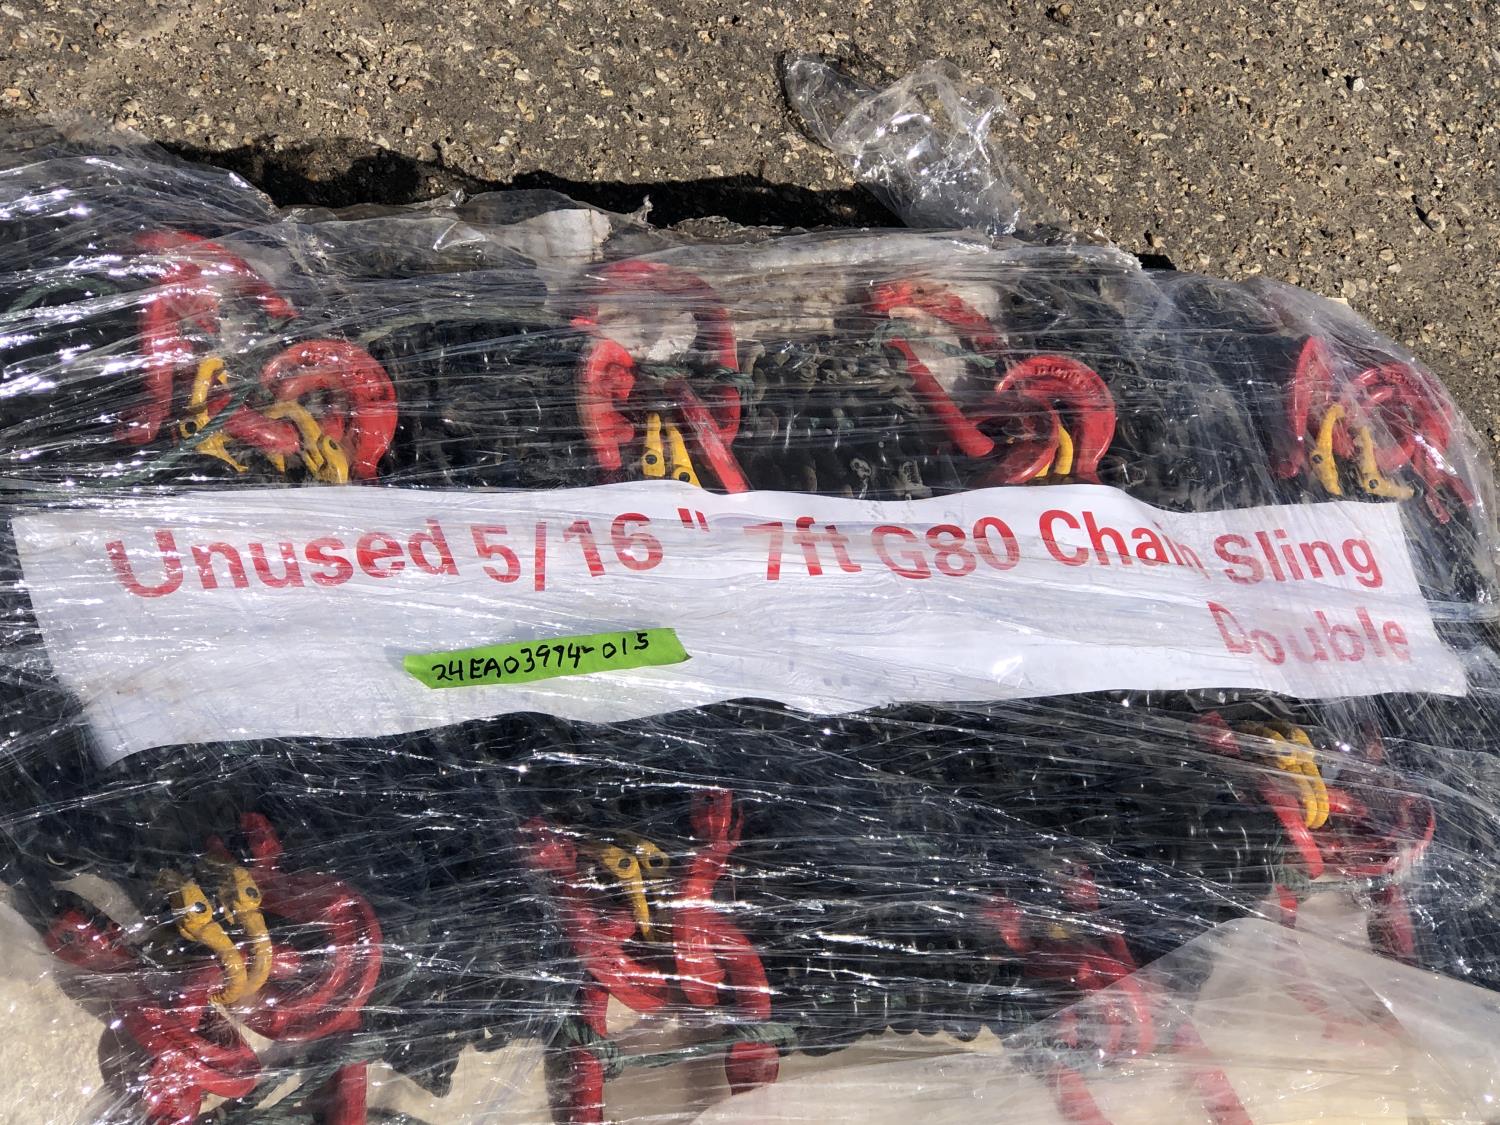 Unused 5/16" 7ft G80 Chain Sling
Double
24EA03974-015